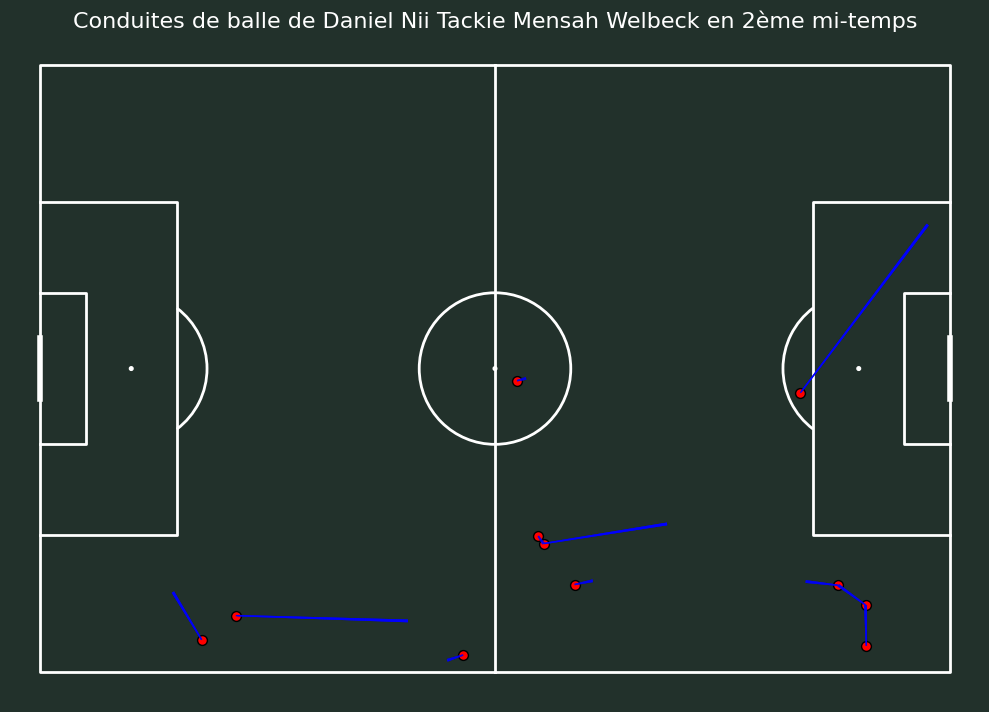 Conduites de balle de Daniel Nii Tackie Mensah Welbeck en 2ème mi-temps